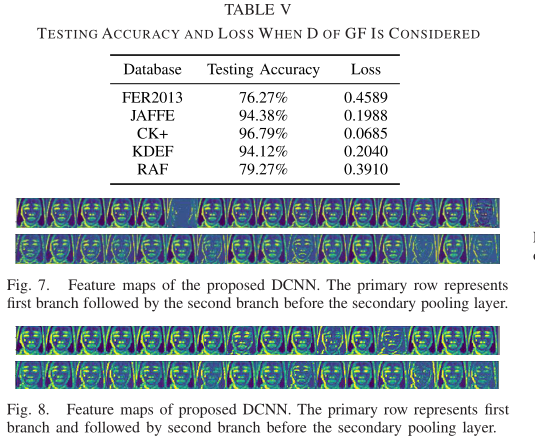 TABLE V
TESTING ACCURACY AND LOSS WHEN D OF GF IS CONSIDERED
Database Testing Accuracy Loss
FER2013 76.27% 0.4589
JAFFE 94.38% 0.1988
CK+ 96.79% 0.0685
KDEF 94.12% 0.2040
RAF 79.27% 0.3910
Fig. 7. Feature maps of the proposed DCNN. The primary row represents
first branch followed by the second branch before the secondary pooling layer.
Fig. 8. Feature maps of proposed DCNN. The primary row represents first
branch and followed by second branch before the secondary pooling layer.